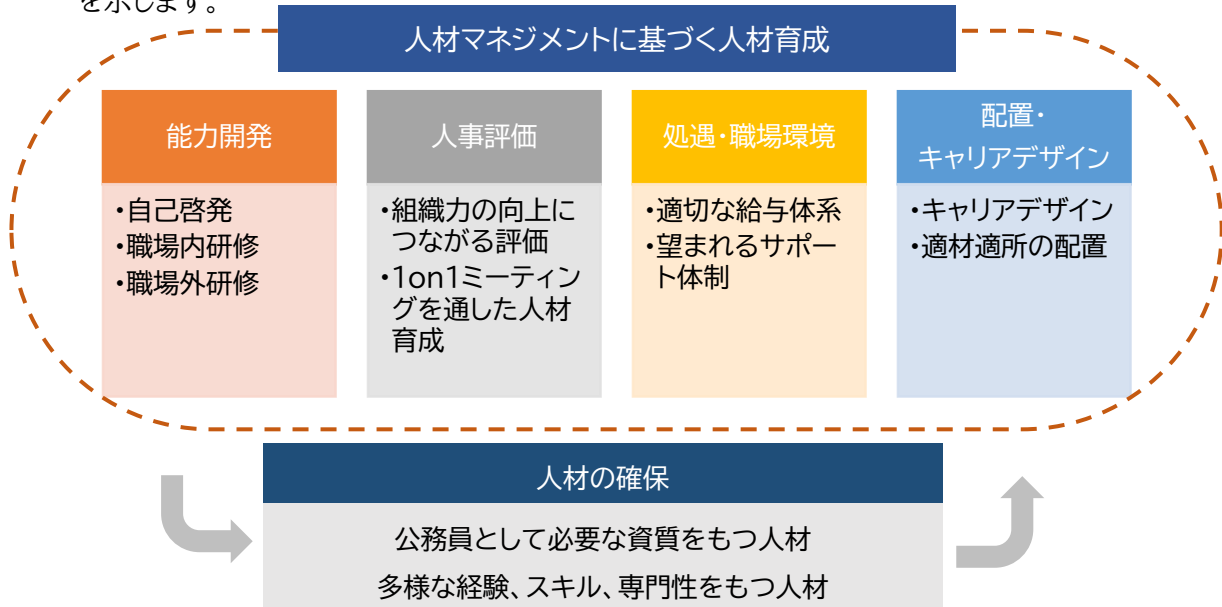 を示します。
人材マネジメントに基づく人材育成
能力開発
・自己啓発
・職場内研修
・職場外研修
人事評価
・組織力の向上に
つながる評価
・1on1ミーティン
グを通した人材
育成
処遇・職場環境
・適切な給与体系
・望まれるサポー
ト体制
配置・
キャリアデザイン
・キャリアデザイン
・適材適所の配置
人材の確保
公務員として必要な資質をもつ人材
多様な経験、スキル、専門性をもつ人材